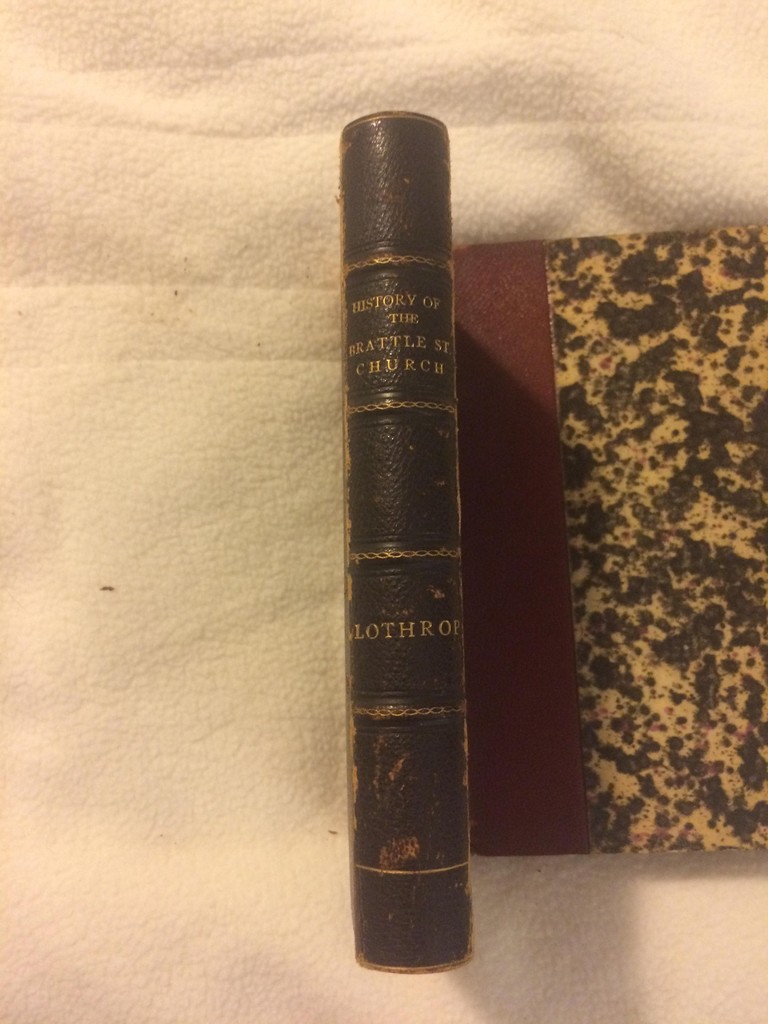 HISTORY OF
THE
BRATTLE ST
CHURCH
LOTHROP